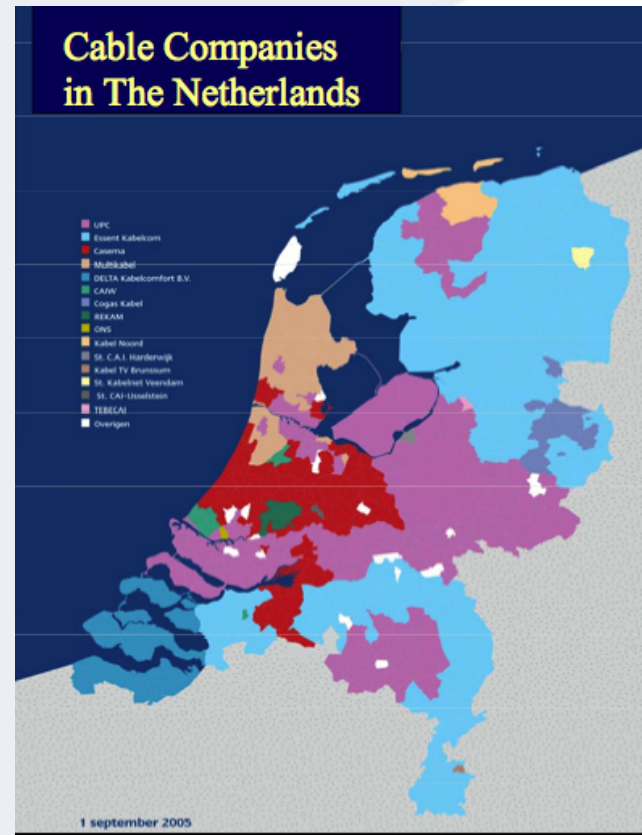 Cable Companies
in The Netherlands
UPC
Essent Kabelcom
Casema
Multikabel
DELTA Kabelcomfort B.V.
CAIW
Cogas Kabel
REKAM
ONS
Kabel Noord
St. C.A.I. Harderwijk
Kabel TV Brunssum
St. Kabelnet Veendam
St. CAI-IJsselstein
TEBECAI
Overigen
1 september 2005